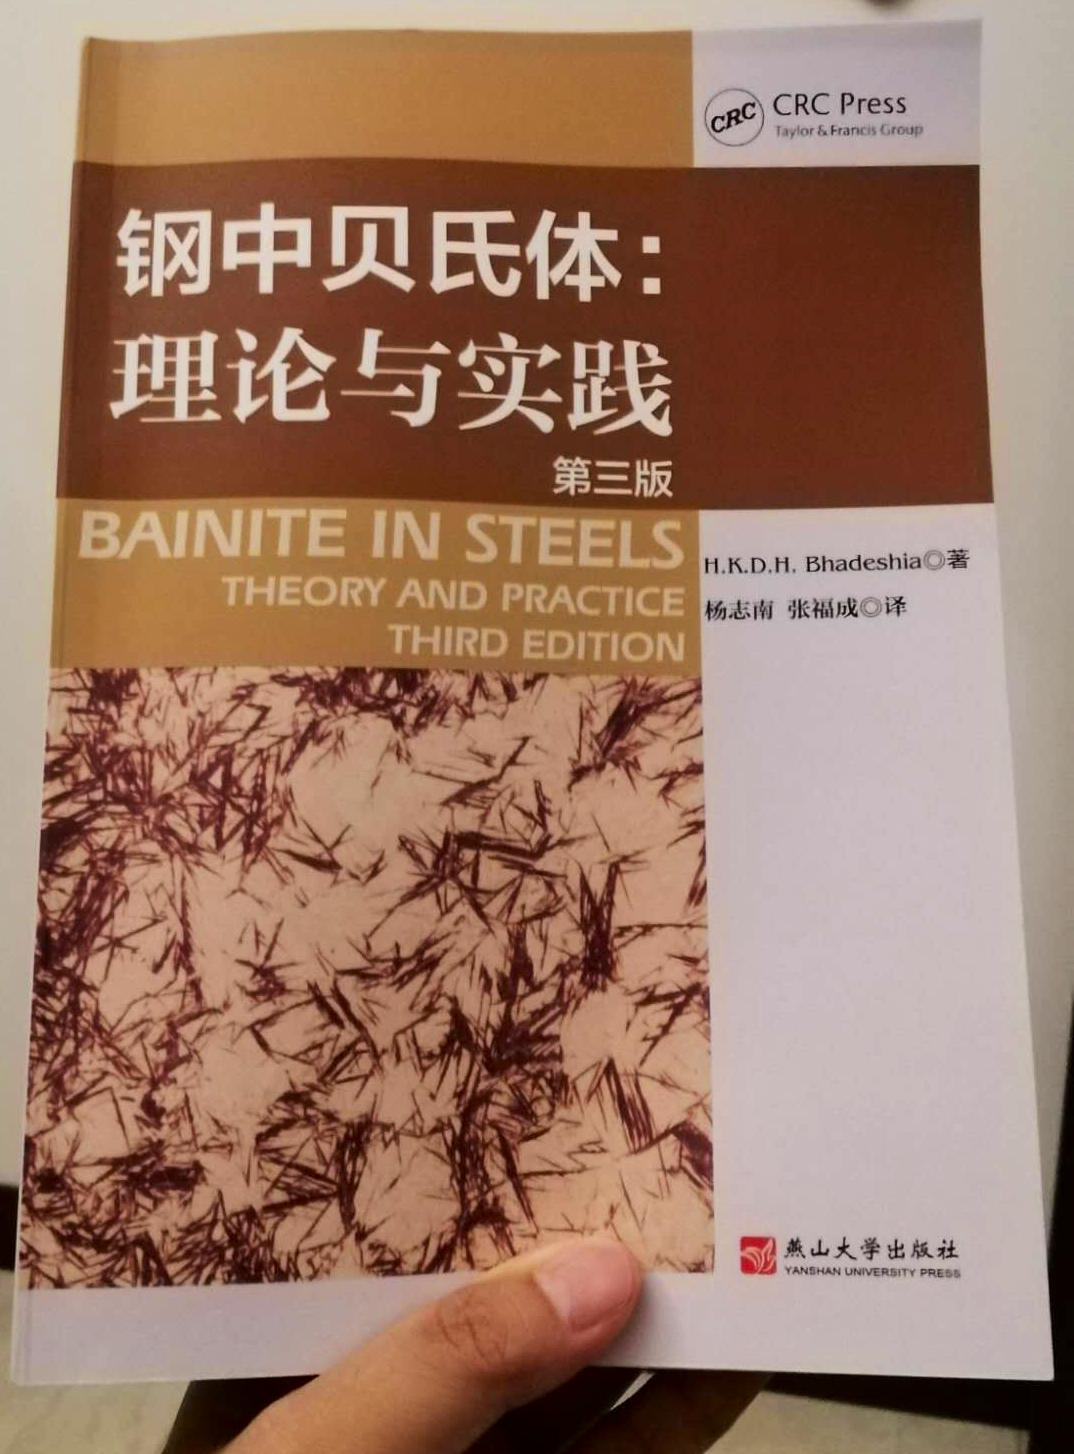 CRC
CRC Press
Taylor & Francis Group
钢中贝氏体：
理论与实践
第三版
BAINITE IN STEELS
THEORY AND PRACTICE
THIRD EDITION
H.K.D.H. Bhadeshia◎著
杨志南 张福成◎译
燕山大学出版社
YANSHAN UNIVERSITY PRESS